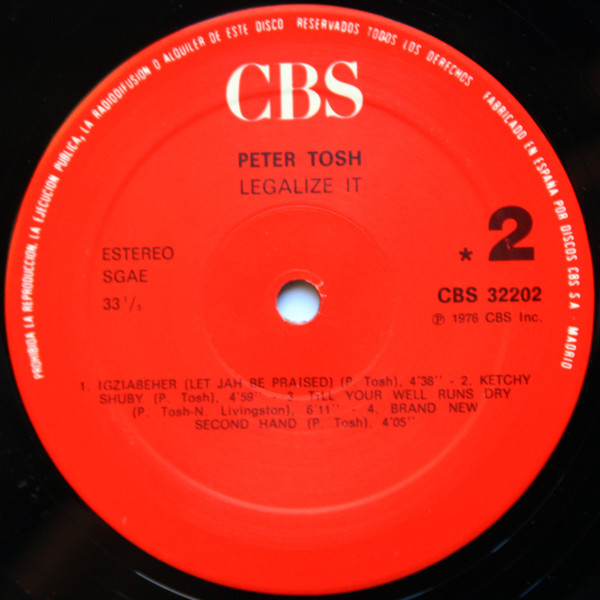 PROHIBIDA LA REPRODUCCION, LA EJECUCION PUBLICA, LA RADIODIFUSION O ALQUILER DE ESTE DISCO RESERVADOS TODOS LOS DERECHOS FABRICADO EN ESPAÑA POR DISCOS CBS S.A - MADRID
CBS
PETER TOSH
LEGALIZE IT
ESTEREO
SGAE
33 1/3
* 2
CBS 32202
℗ 1976 CBS Inc.
1. IGZIABEHER (LET JAH BE PRAISED) (P. Tosh), 4'38'' - 2. KETCHY
SHUBY (P. Tosh), 4'59'' - 3. TILL YOUR WELL RUNS DRY
(P. Tosh-N. Livingston), 6'11'' - 4. BRAND NEW
SECOND HAND (P. Tosh), 4'05''